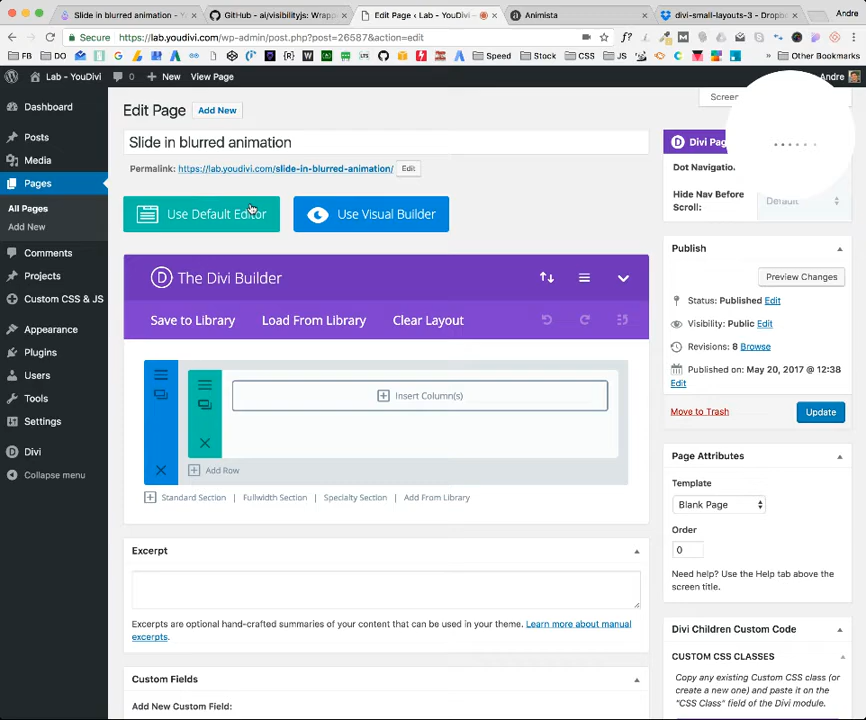 Slide in blurred animation -
GitHub - ai/visibilityjs: Wrapp
Edit Page ‹ Lab - YouDivi
Animista
divi-small-layouts-3 - Dropbo
Andre
Secure
https://lab.youdivi.com/wp-admin/post.php?post=26587&action=edit
FB
DO
Speed
Stock
CSS
JS
Other Bookmarks
Lab - YouDivi
0
New
View Page
Andre
Dashboard
Posts
Media
Pages
All Pages
Add New
Comments
Projects
Custom CSS & JS
Appearance
Plugins
Users
Tools
Settings
Divi
Collapse menu
Edit Page
Add New
Slide in blurred animation
Permalink: https://lab.youdivi.com/slide-in-blurred-animation/
Edit
Use Default Editor
Use Visual Builder
The Divi Builder
Save to Library
Load From Library
Clear Layout
Insert Column(s)
Add Row
Standard Section | Fullwidth Section | Specialty Section | Add From Library
Excerpt
Excerpts are optional hand-crafted summaries of your content that can be used in your theme. Learn more about manual
excerpts.
Custom Fields
Add New Custom Field:
Screen
Divi Pag
Dot Navigatio
Hide Nav Before
Scroll:
Default
Publish
Preview Changes
Status: Published Edit
Visibility: Public Edit
Revisions: 8 Browse
Published on: May 20, 2017 @ 12:38
Edit
Move to Trash
Update
Page Attributes
Template
Blank Page
Order
0
Need help? Use the Help tab above the
screen title.
Divi Children Custom Code
CUSTOM CSS CLASSES
Copy any existing Custom CSS class (or
create a new one) and paste it on the
"CSS Class" field of the Divi module.